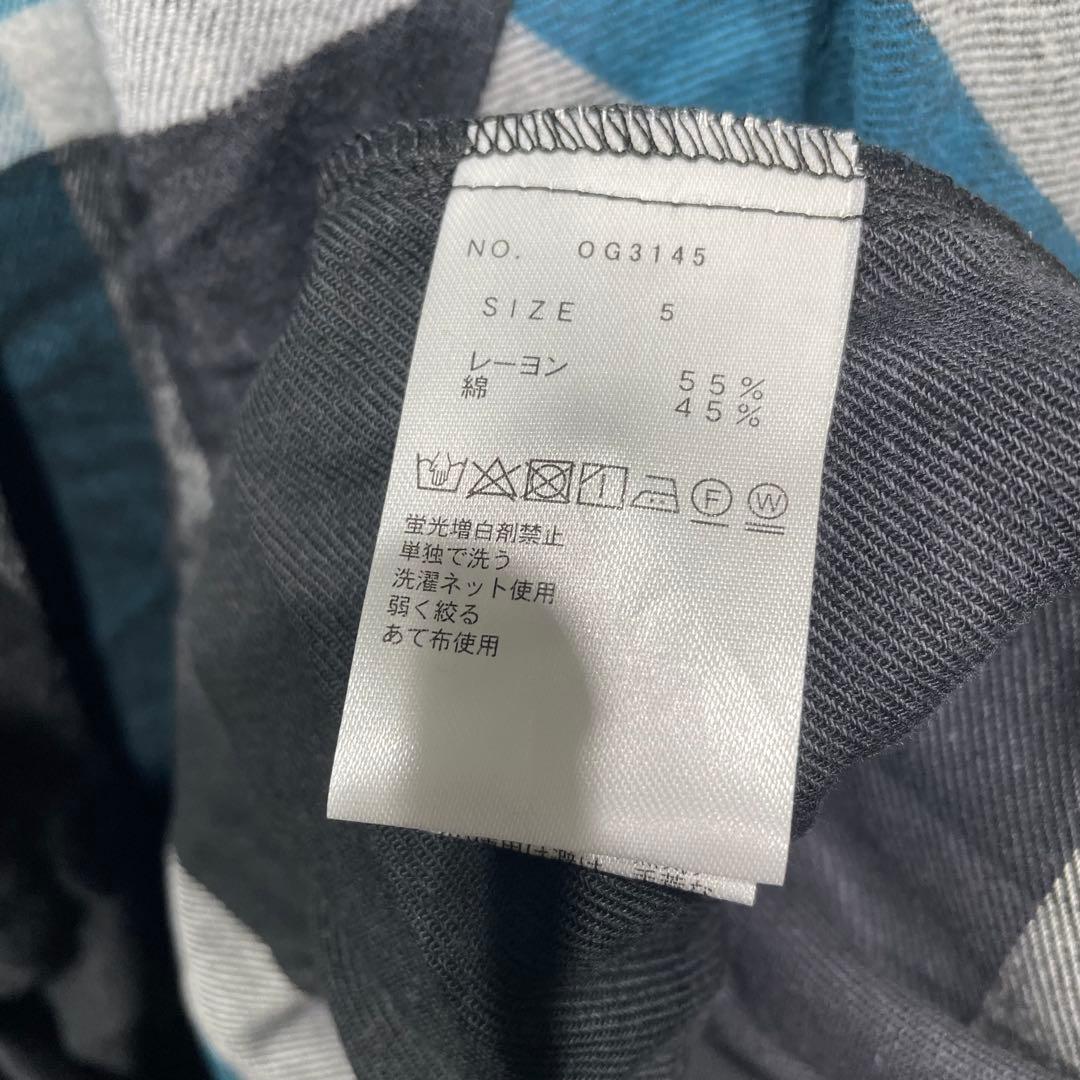 NO. OG3145
SIZE 5
レーヨン 55%
綿 45%
F W
蛍光増白剤禁止
単独で洗う
洗濯ネット使用
弱く絞る
あて布使用